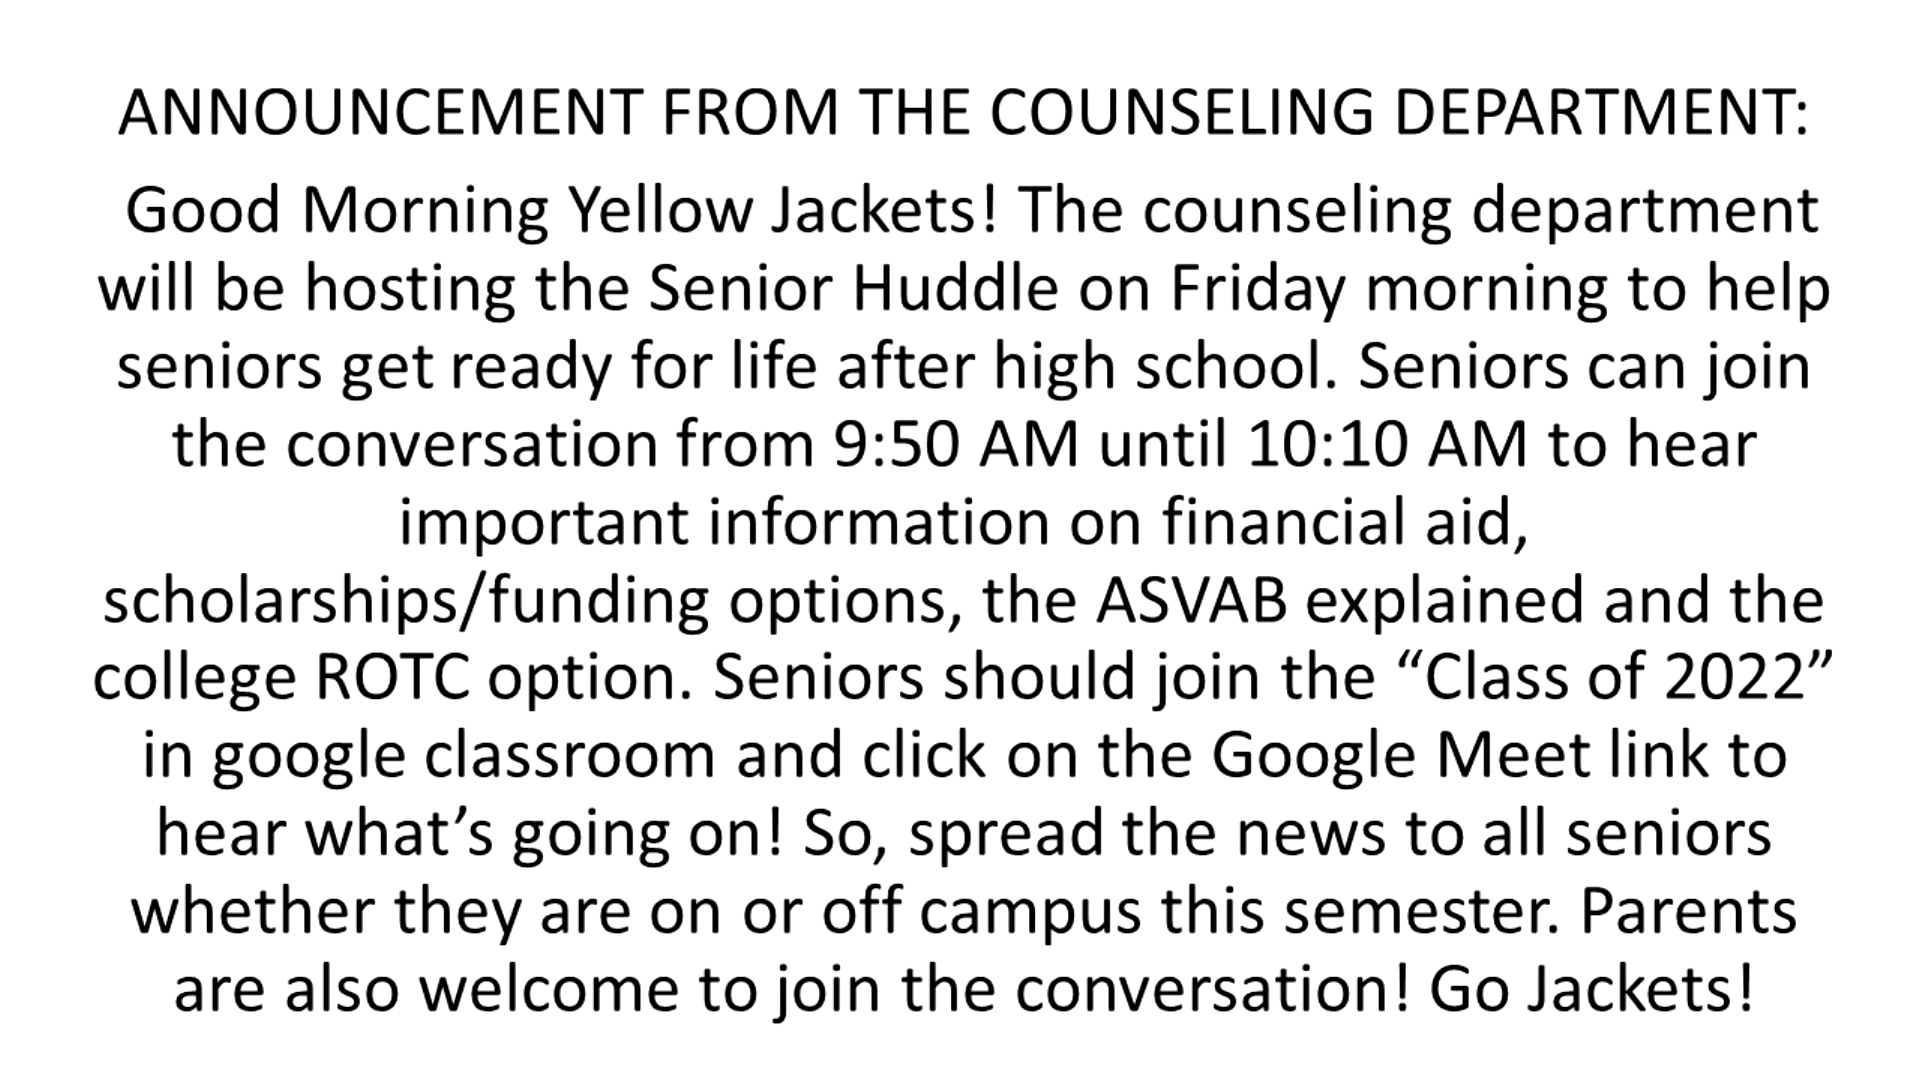 ANNOUNCEMENT FROM THE COUNSELING DEPARTMENT:
Good Morning Yellow Jackets! The counseling department
will be hosting the Senior Huddle on Friday morning to help
seniors get ready for life after high school. Seniors can join
the conversation from 9:50 AM until 10:10 AM to hear
important information on financial aid,
scholarships/funding options, the ASVAB explained and the
college ROTC option. Seniors should join the “Class of 2022”
in google classroom and click on the Google Meet link to
hear what’s going on! So, spread the news to all seniors
whether they are on or off campus this semester. Parents
are also welcome to join the conversation! Go Jackets!